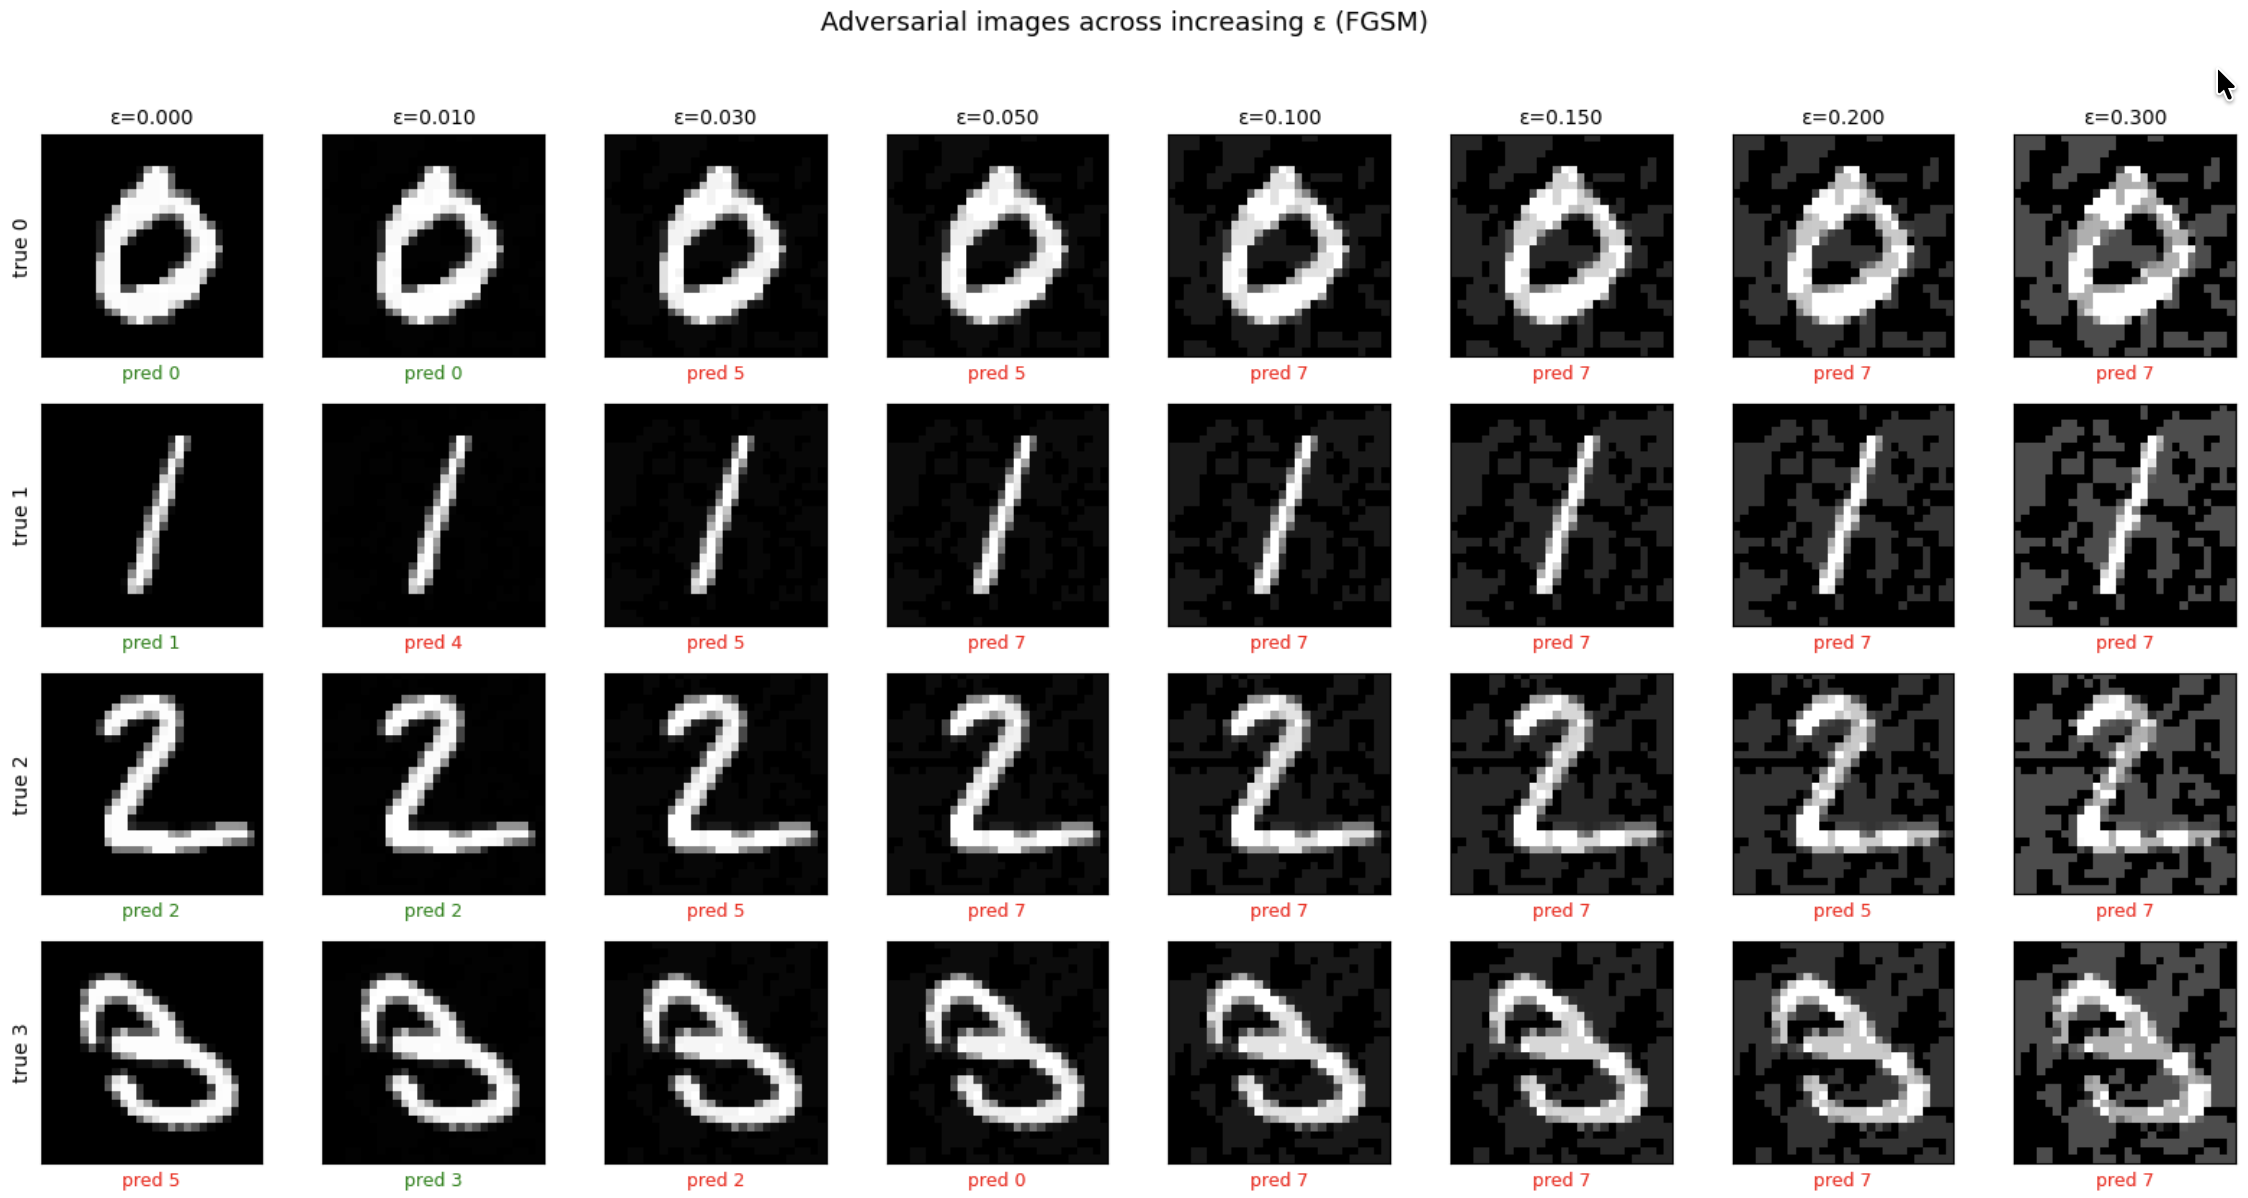 Adversarial images across increasing ε (FGSM)
ε=0.000 ε=0.010 ε=0.030 ε=0.050 ε=0.100 ε=0.150 ε=0.200 ε=0.300
true 0
pred 0 pred 0 pred 5 pred 5 pred 7 pred 7 pred 7 pred 7
true 1
pred 1 pred 4 pred 5 pred 7 pred 7 pred 7 pred 7 pred 7
true 2
pred 2 pred 2 pred 5 pred 7 pred 7 pred 7 pred 5 pred 7
true 3
pred 5 pred 3 pred 2 pred 0 pred 7 pred 7 pred 7 pred 7